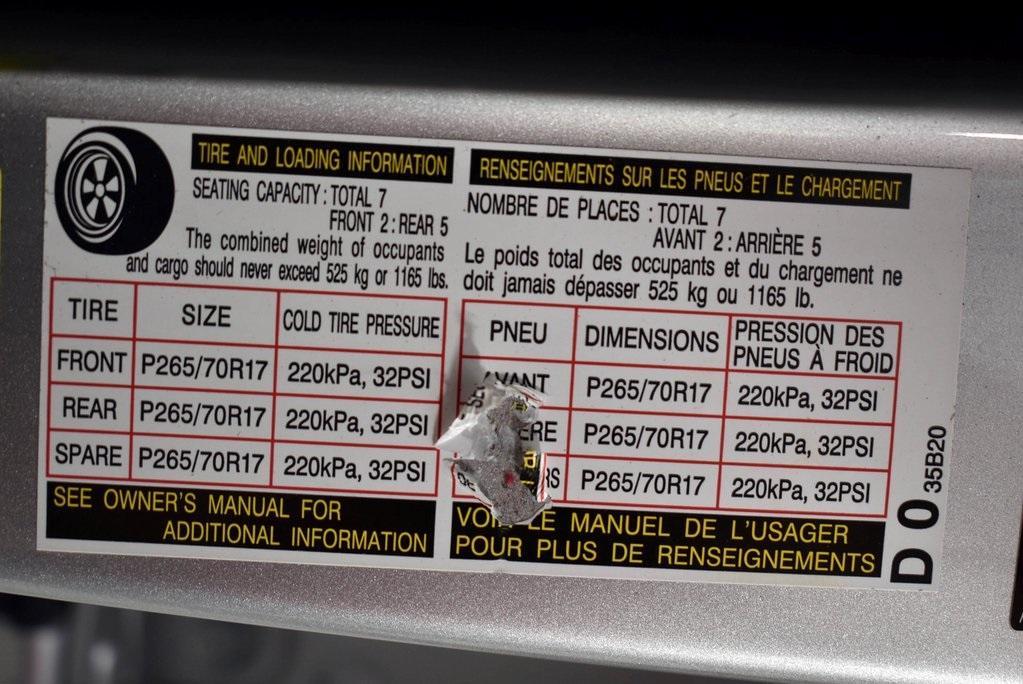 TIRE AND LOADING INFORMATION
SEATING CAPACITY : TOTAL 7
FRONT 2 : REAR 5
The combined weight of occupants
and cargo should never exceed 525 kg or 1165 lbs.
TIRE SIZE COLD TIRE PRESSURE
FRONT P265/70R17 220kPa, 32PSI
REAR P265/70R17 220kPa, 32PSI
SPARE P265/70R17 220kPa, 32PSI
SEE OWNER'S MANUAL FOR
ADDITIONAL INFORMATION
RENSEIGNEMENTS SUR LES PNEUS ET LE CHARGEMENT
NOMBRE DE PLACES : TOTAL 7
AVANT 2 : ARRIÈRE 5
Le poids total des occupants et du chargement ne
doit jamais dépasser 525 kg ou 1165 lb.
PNEU DIMENSIONS PRESSION DES
PNEUS À FROID
AVANT P265/70R17 220kPa, 32PSI
P265/70R17 220kPa, 32PSI
P265/70R17 220kPa, 32PSI
VOIR LE MANUEL DE L'USAGER
POUR PLUS DE RENSEIGNEMENTS
D 0 35B20